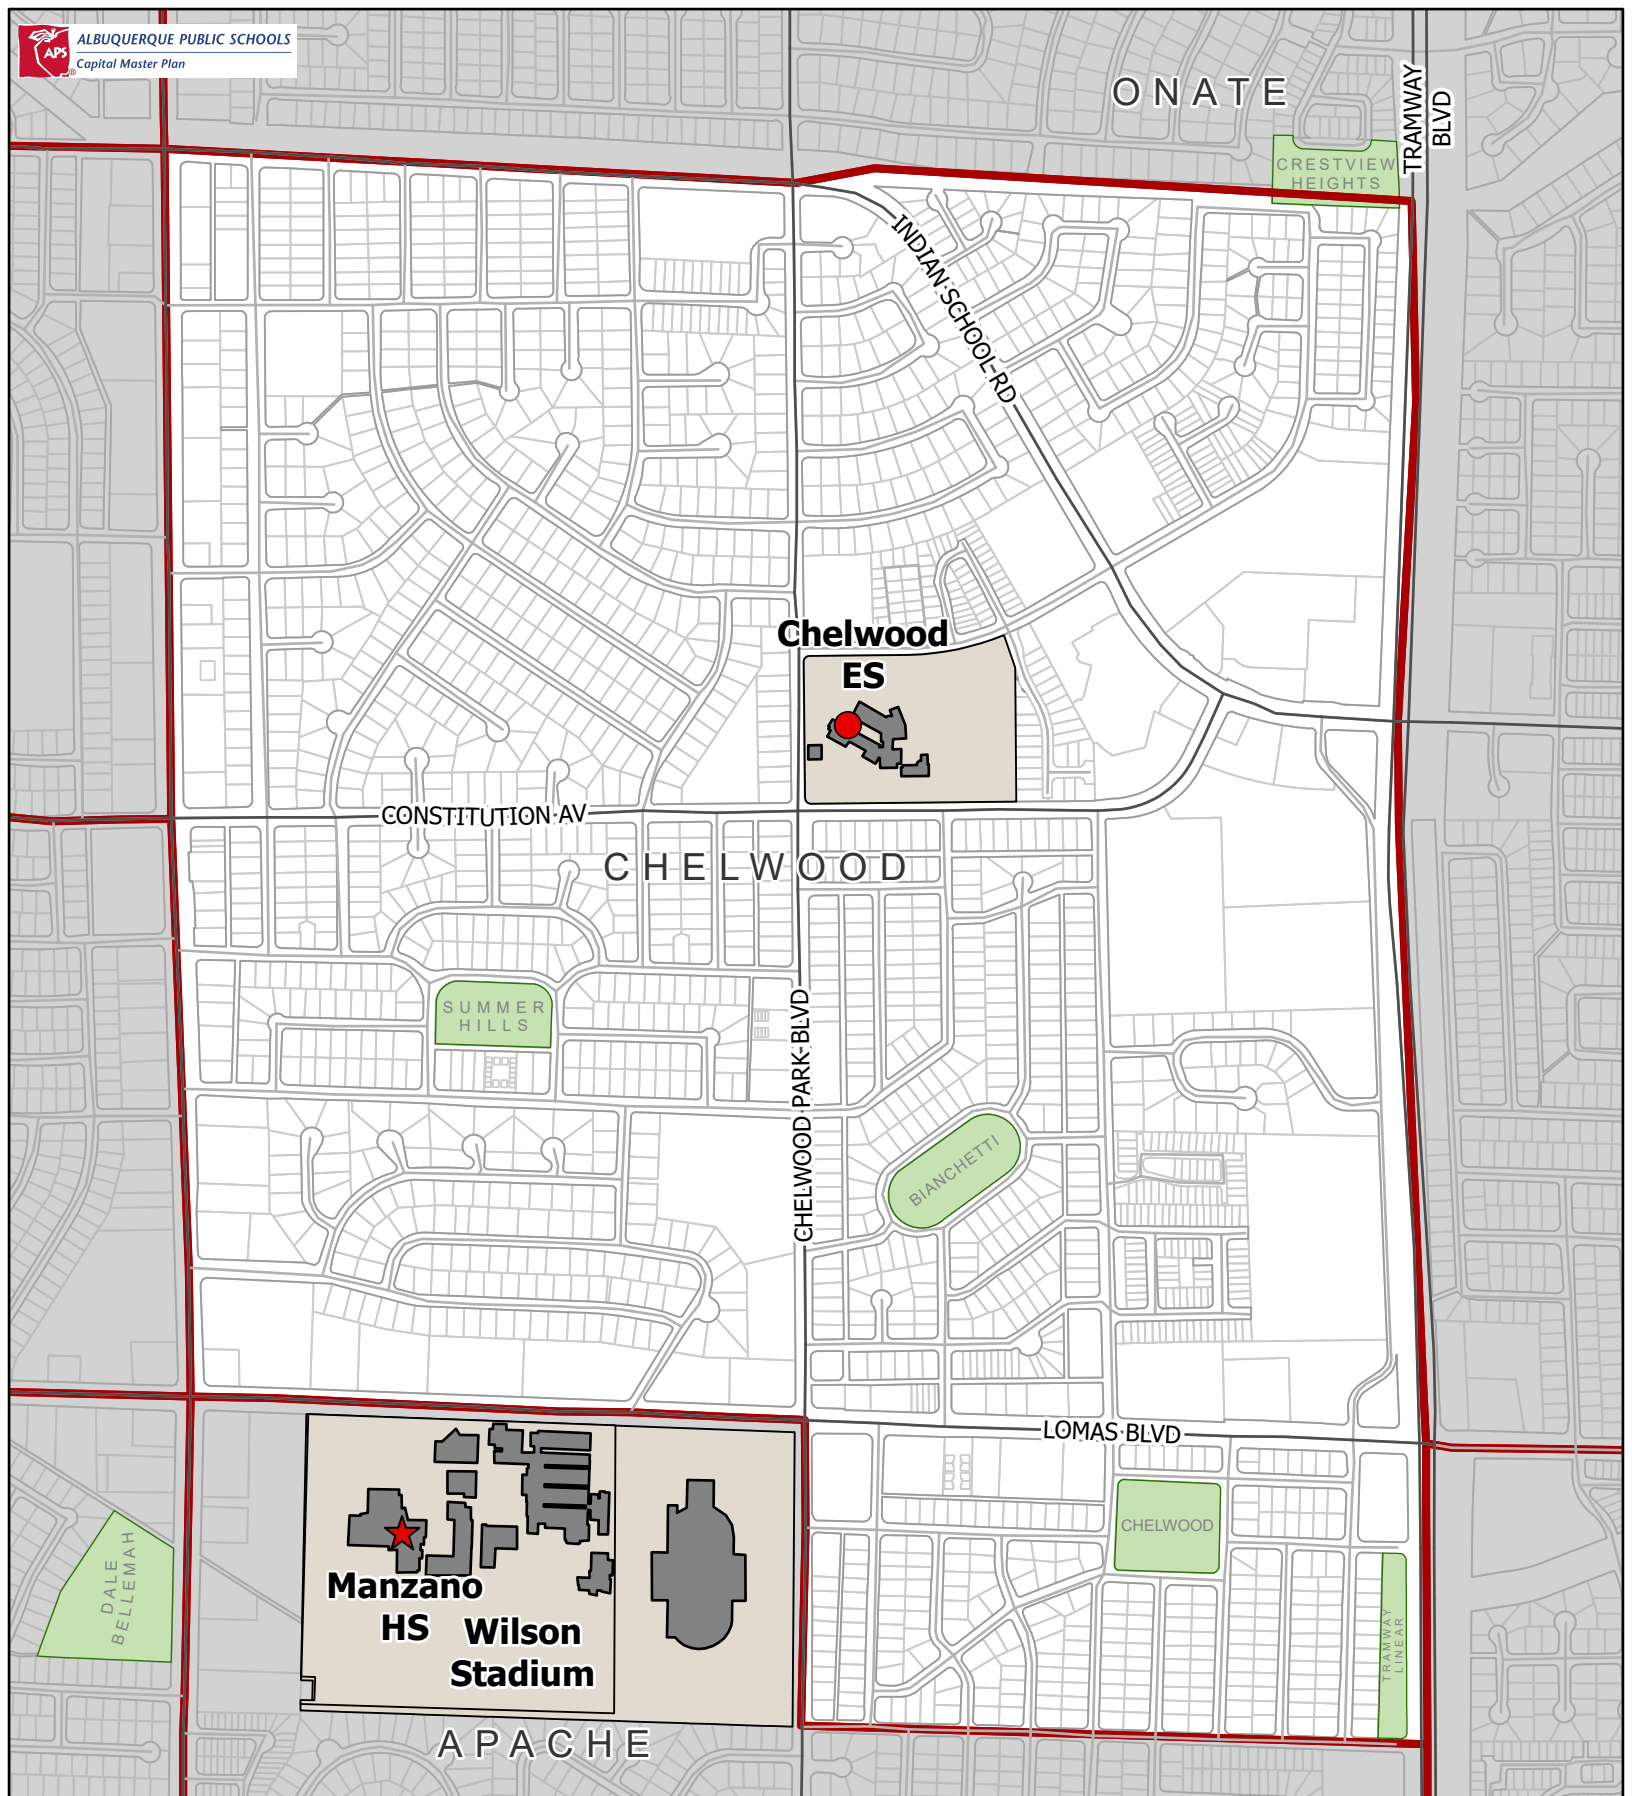 ALBUQUERQUE PUBLIC SCHOOLS
APS
®
Capital Master Plan
ONATE
TRAMWAY
BLVD
CRESTVIEW
HEIGHTS
INDIAN SCHOOL RD
Chelwood
ES
CONSTITUTION AV
CHELWOOD
SUMMER
HILLS
CHELWOOD PARK BLVD
BIANCHETTI
LOMAS BLVD
CHELWOOD
DALE
BELLEMAH
Manzano
HS
Wilson
Stadium
TRAMWAY
LINEAR
APACHE